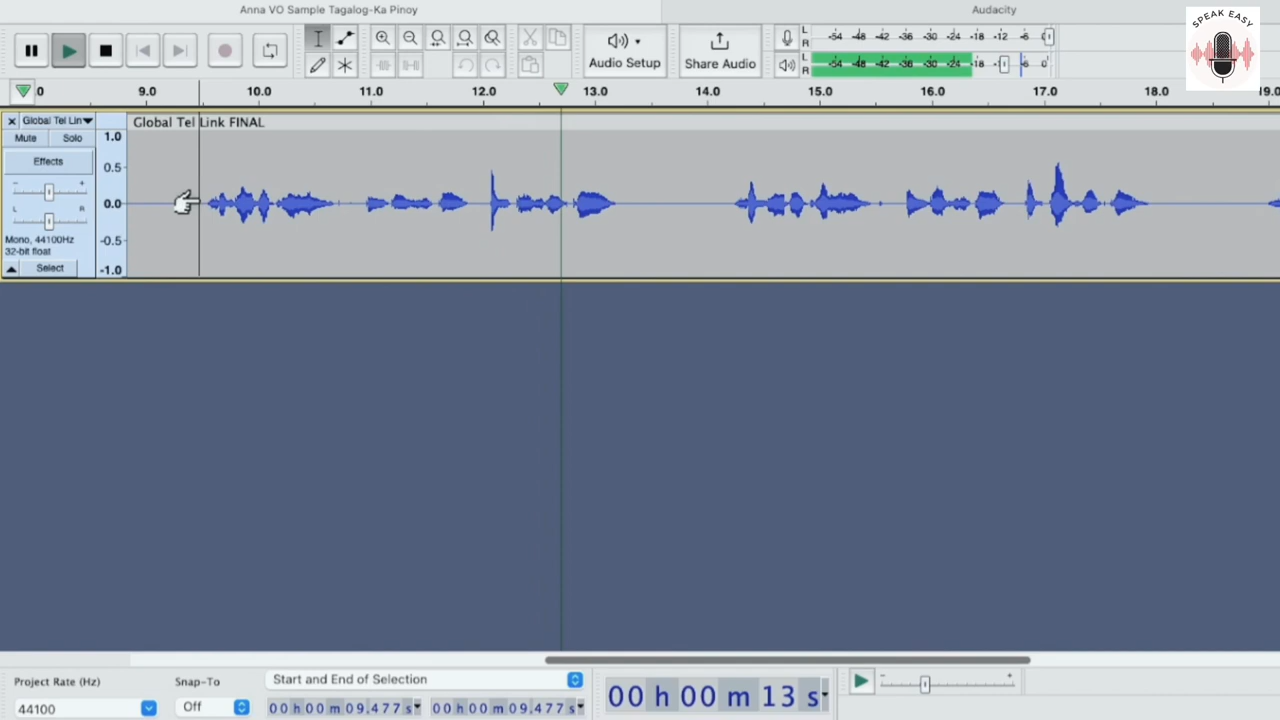 Anna VO Sample Tagalog-Ka Pinoy
Audacity
SPEAK EASY
L
R
-54 -48 -42 -36 -30 -24 -18 -12 -6 0
Audio Setup
Share Audio
L
R
-54 -48 -42 -36 -30 -24 -18 -6 0
0 9.0 10.0 11.0 12.0 13.0 14.0 15.0 16.0 17.0 18.0 19.0
Global Tel Lin
Global Tel Link FINAL
Mute Solo
Effects
- +
L R
Mono, 44100Hz
32-bit float
Select
1.0
0.5
0.0
-0.5
-1.0
Project Rate (Hz)
44100
Snap-To
Off
Start and End of Selection
00 h 00 m 09.477 s
00 h 00 m 09.477 s
00 h 00 m 13 s
- +